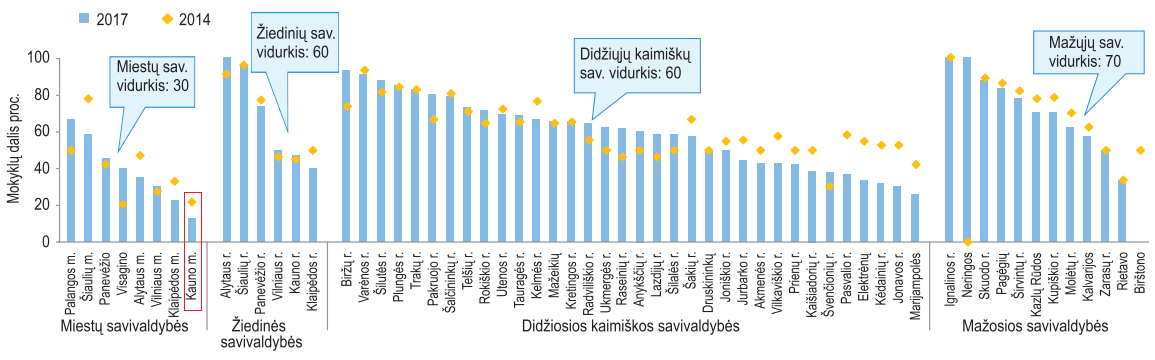 2017
2014
Mokyklų dalis proc.
100
80
60
40
20
0
Miestų sav.
vidurkis: 30
Žiedinių sav.
vidurkis: 60
Didžiųjų kaimiškų
sav. vidurkis: 60
Mažųjų sav.
vidurkis: 70
Palangos m.
Šiaulių m.
Panevėžio
Visagino
Alytaus m.
Vilniaus m.
Klaipėdos m.
Kauno m.
Alytaus r.
Šiaulių r.
Panevėžio r.
Vilniaus r.
Kauno r.
Klaipėdos r.
Biržų r.
Varėnos r.
Šilutės r.
Plungės r.
Trakų r.
Pakruojo r.
Šalčininkų r.
Telšių r.
Rokiškio r.
Utenos r.
Tauragės r.
Kelmės r.
Mažeikių
Kretingos r.
Radviliškio r.
Ukmergės r.
Raseinių r.
Anykščių r.
Lazdijų r.
Šilalės r.
Šakių r.
Druskininkų
Joniškio r.
Jurbarko r.
Akmenės r.
Vilkaviškio r.
Prienų r.
Kaišiadorių r.
Švenčionių r.
Pasvalio r.
Elektrėnų
Kėdainių r.
Jonavos r.
Marijampolės
Ignalinos r.
Neringos
Skuodo r.
Pagėgių
Širvintų r.
Kazlų Rūdos
Kupiškio r.
Molėtų r.
Kalvarijos
Zarasų r.
Rietavo
Birštono
Miestų savivaldybės
Žiedinės
savivaldybės
Didžiosios kaimiškos savivaldybės
Mažosios savivaldybės